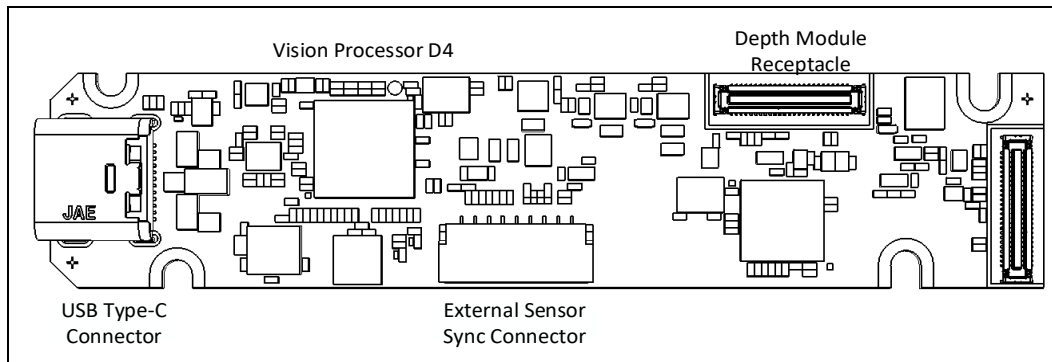 Vision Processor D4
Depth Module
Receptacle
JAE
USB Type-C
Connector
External Sensor
Sync Connector